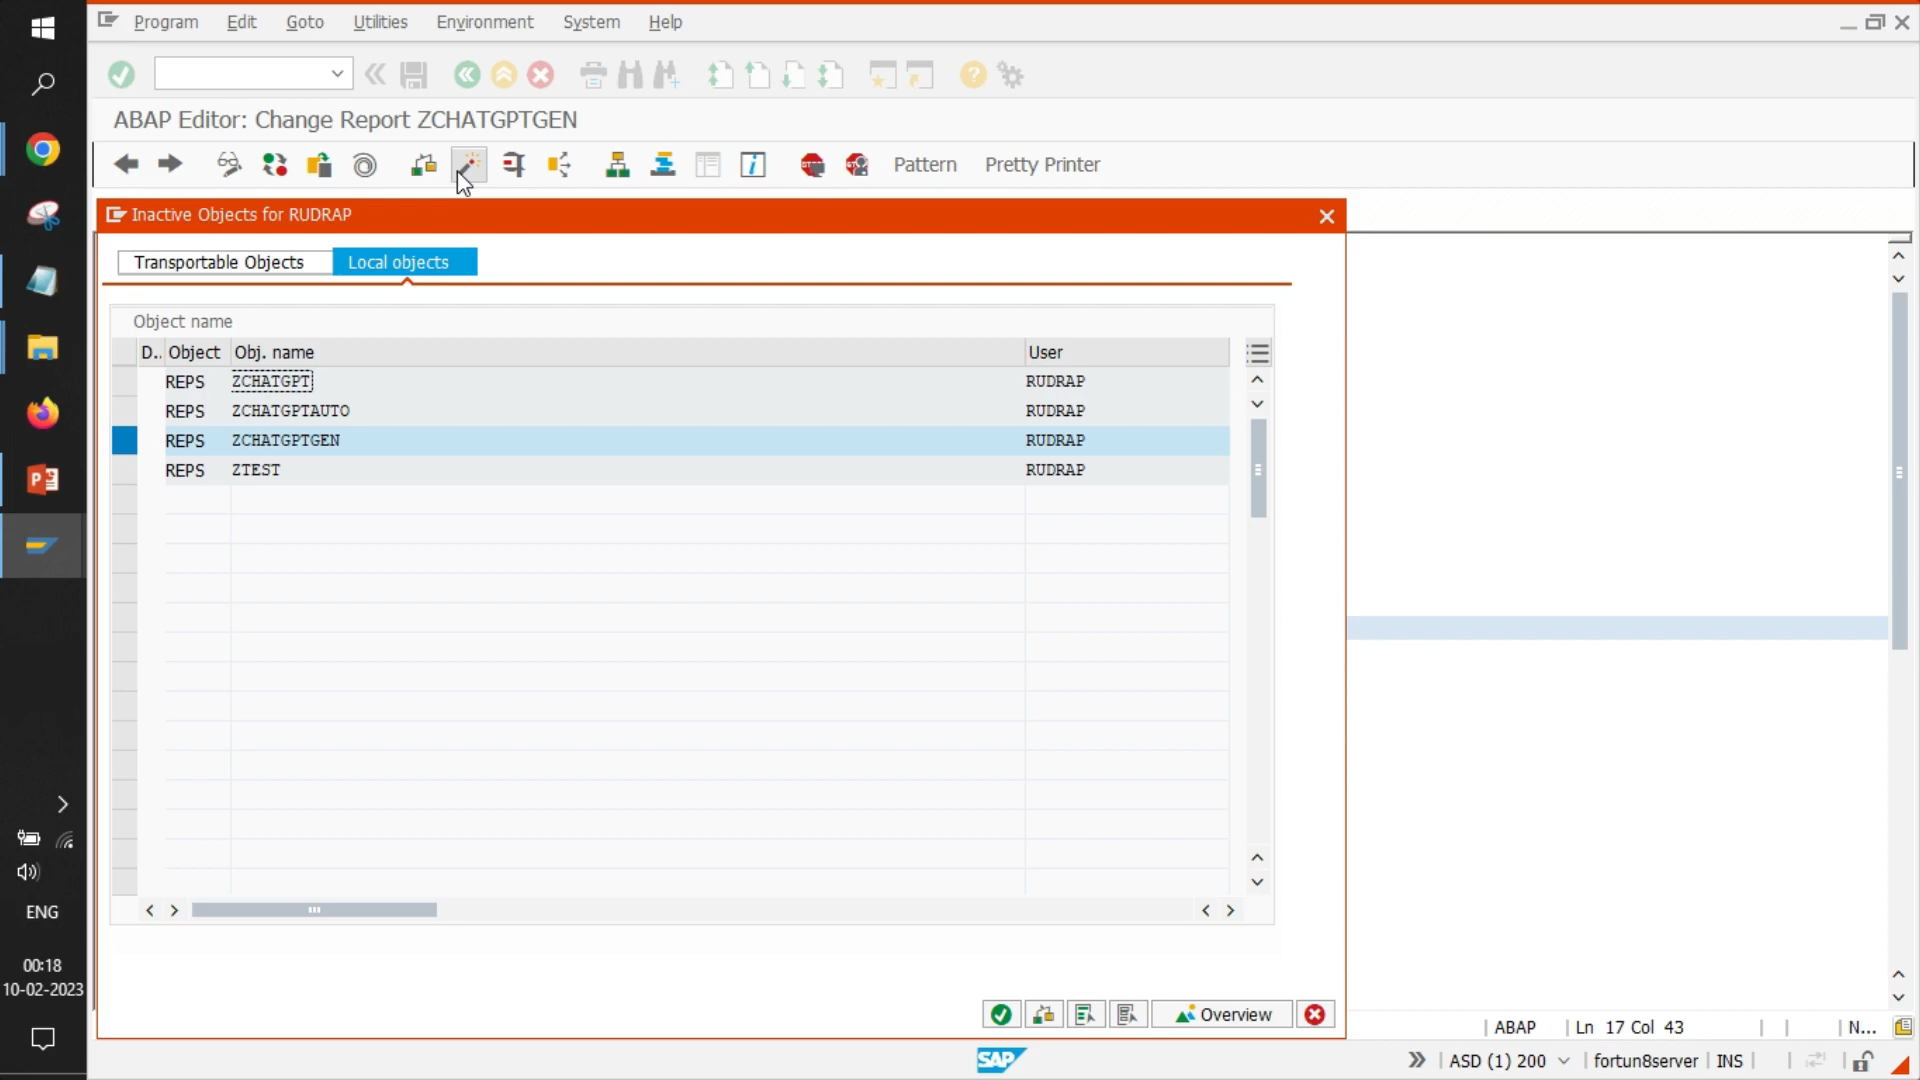 Program Edit Goto Utilities Environment System Help
ABAP Editor: Change Report ZCHATGPTGEN
Pattern Pretty Printer
Inactive Objects for RUDRAP
Transportable Objects Local objects
Object name
D.. Object Obj. name User
REPS ZCHATGPT RUDRAP
REPS ZCHATGPTAUTO RUDRAP
REPS ZCHATGPTGEN RUDRAP
REPS ZTEST RUDRAP
ENG
00:18
10-02-2023
Overview
ABAP Ln 17 Col 43 N...
SAP ASD (1) 200 fortun8server INS